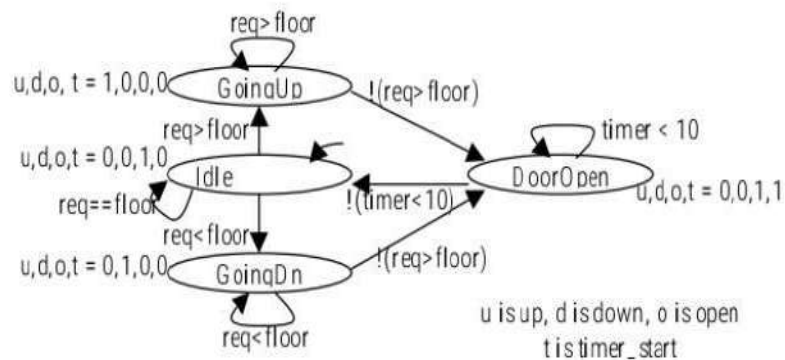 req>floor
u,d,o, t = 1,0,0,0
GoingUp
!(req>floor)
req>floor
timer < 10
u,d,o,t = 0,0,1,0
Idle
DoorOpen
u,d,o,t = 0,0,1,1
req==floor
!(timer<10)
req<floor
!(req>floor)
u,d,o,t = 0,1,0,0
GoingDn
req<floor
u is up, d is down, o is open
t is timer_start